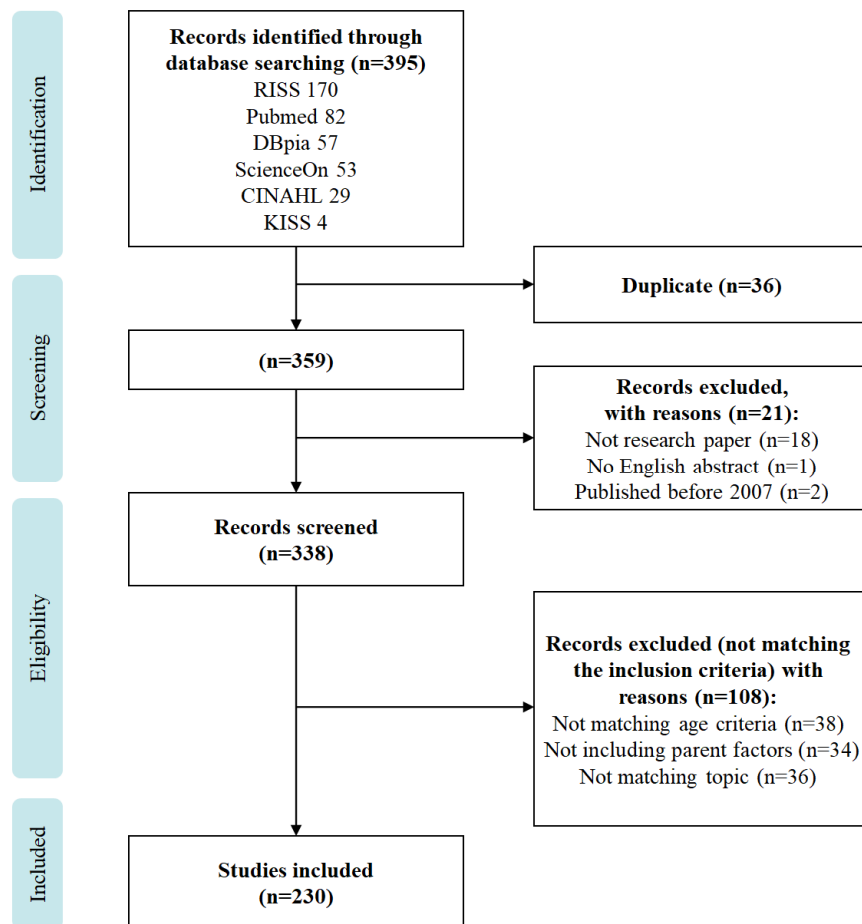 Identification
Records identified through
database searching (n=395)
RISS 170
Pubmed 82
DBpia 57
ScienceOn 53
CINAHL 29
KISS 4
Screening
Duplicate (n=36)
(n=359)
Records excluded,
with reasons (n=21):
Not research paper (n=18)
No English abstract (n=1)
Published before 2007 (n=2)
Eligibility
Records screened
(n=338)
Records excluded (not matching
the inclusion criteria) with
reasons (n=108):
Not matching age criteria (n=38)
Not including parent factors (n=34)
Not matching topic (n=36)
Included
Studies included
(n=230)